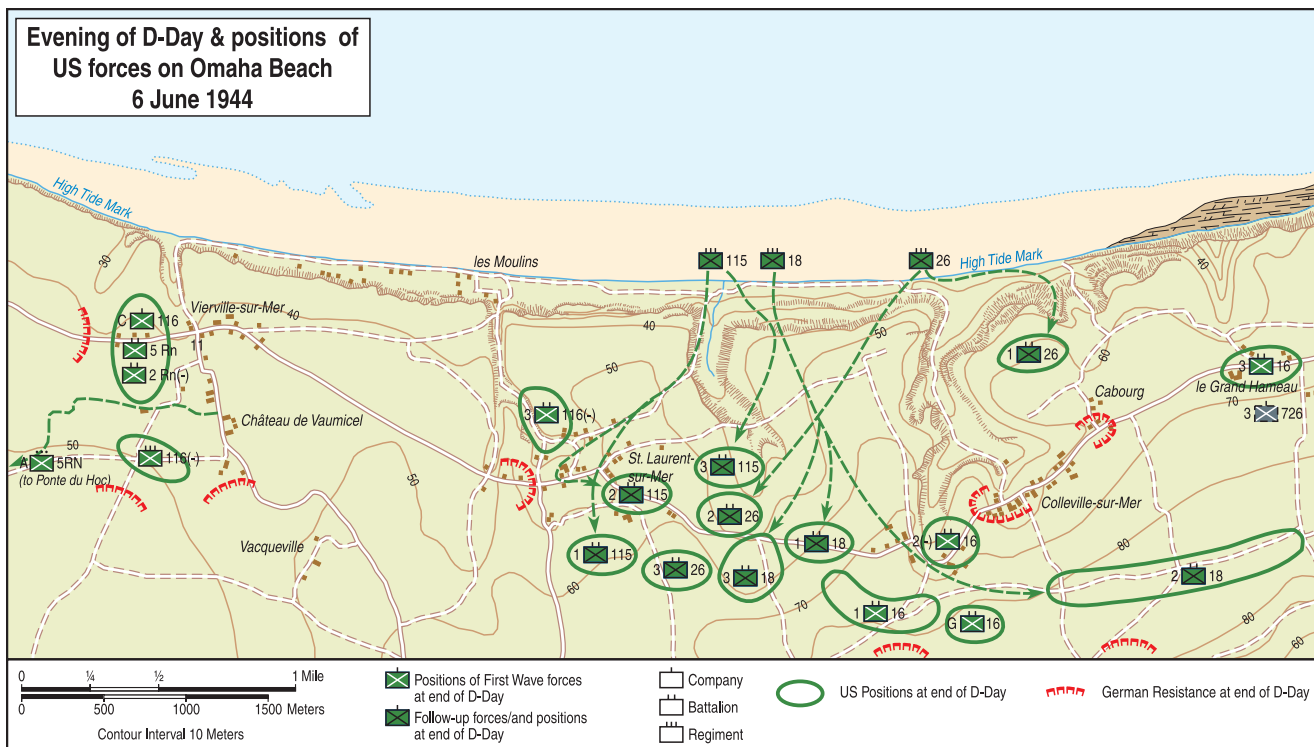 Evening of D-Day & positions of
US forces on Omaha Beach
6 June 1944
High Tide Mark
les Moulins
115
18
26
High Tide Mark
30
40
C 116
Vierville-sur-Mer
40
11
5 Rn
2 Rn(-)
40
50
50
60
1 26
3 16
le Grand Hameau
70
3 726
Cabourg
50
3 116(-)
Château de Vaumicel
50
116(-)
A 5RN
(to Ponte du Hoc)
St. Laurent-
sur-Mer
3 115
2 115
2 26
Colleville-sur-Mer
Vacqueville
1 115
60
3 26
3 18
1 18
2(-) 16
80
2 18
70
1 16
G 16
80
60
0 ¼ ½ 1 Mile
0 500 1000 1500 Meters
Contour Interval 10 Meters
Positions of First Wave forces
at end of D-Day
Follow-up forces/and positions
at end of D-Day
Company
Battalion
Regiment
US Positions at end of D-Day
German Resistance at end of D-Day